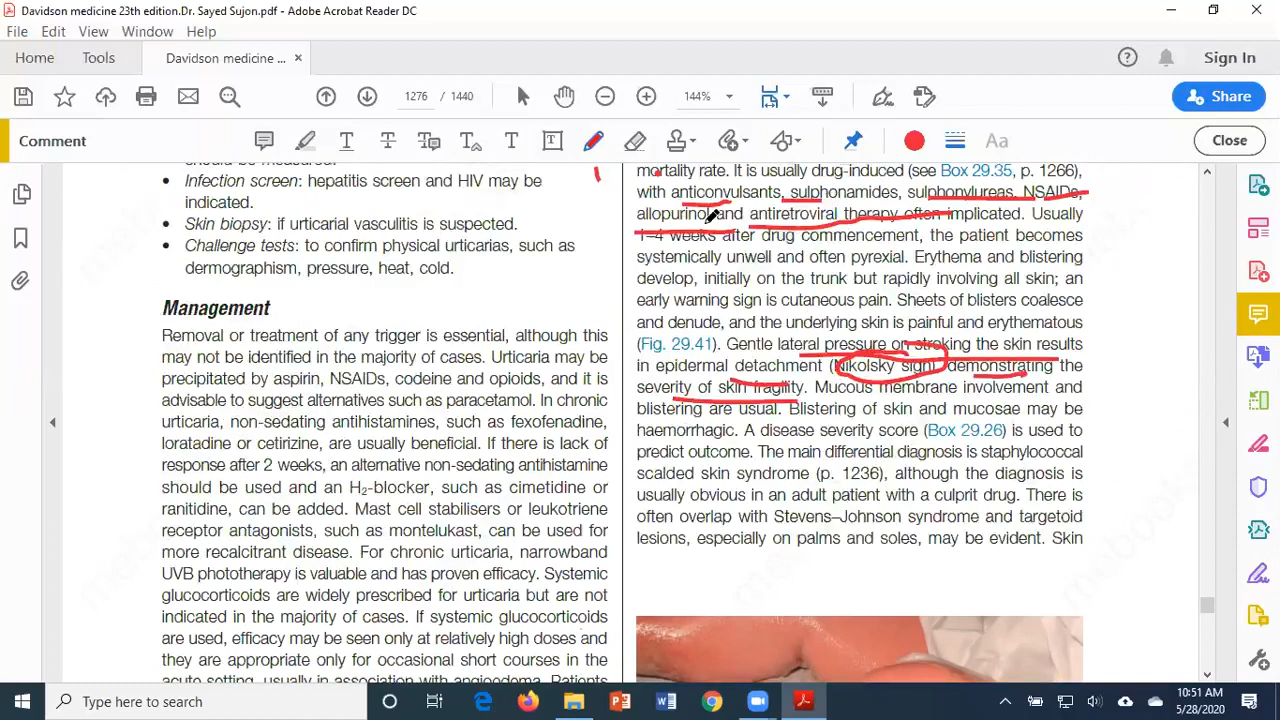 Davidson medicine 23th edition.Dr. Sayed Sujon.pdf - Adobe Acrobat Reader DC
File Edit View Window Help
Home Tools Davidson medicine ... × Sign In
1276 / 1440 144% Share
Comment Close
should be measured.
• Infection screen: hepatitis screen and HIV may be
indicated.
• Skin biopsy: if urticarial vasculitis is suspected.
• Challenge tests: to confirm physical urticarias, such as
dermographism, pressure, heat, cold.
Management
Removal or treatment of any trigger is essential, although this
may not be identified in the majority of cases. Urticaria may be
precipitated by aspirin, NSAIDs, codeine and opioids, and it is
advisable to suggest alternatives such as paracetamol. In chronic
urticaria, non-sedating antihistamines, such as fexofenadine,
loratadine or cetirizine, are usually beneficial. If there is lack of
response after 2 weeks, an alternative non-sedating antihistamine
should be used and an H₂-blocker, such as cimetidine or
ranitidine, can be added. Mast cell stabilisers or leukotriene
receptor antagonists, such as montelukast, can be used for
more recalcitrant disease. For chronic urticaria, narrowband
UVB phototherapy is valuable and has proven efficacy. Systemic
glucocorticoids are widely prescribed for urticaria but are not
indicated in the majority of cases. If systemic glucocorticoids
are used, efficacy may be seen only at relatively high doses and
they are appropriate only for occasional short courses in the
acute setting, usually in association with angioedema. Patients
mortality rate. It is usually drug-induced (see Box 29.35, p. 1266),
with anticonvulsants, sulphonamides, sulphonylureas, NSAIDs,
allopurinol and antiretroviral therapy often implicated. Usually
1–4 weeks after drug commencement, the patient becomes
systemically unwell and often pyrexial. Erythema and blistering
develop, initially on the trunk but rapidly involving all skin; an
early warning sign is cutaneous pain. Sheets of blisters coalesce
and denude, and the underlying skin is painful and erythematous
(Fig. 29.41). Gentle lateral pressure on stroking the skin results
in epidermal detachment (Nikolsky sign) demonstrating the
severity of skin fragility. Mucous membrane involvement and
blistering are usual. Blistering of skin and mucosae may be
haemorrhagic. A disease severity score (Box 29.26) is used to
predict outcome. The main differential diagnosis is staphylococcal
scalded skin syndrome (p. 1236), although the diagnosis is
usually obvious in an adult patient with a culprit drug. There is
often overlap with Stevens–Johnson syndrome and targetoid
lesions, especially on palms and soles, may be evident. Skin
Type here to search
10:51 AM
5/28/2020